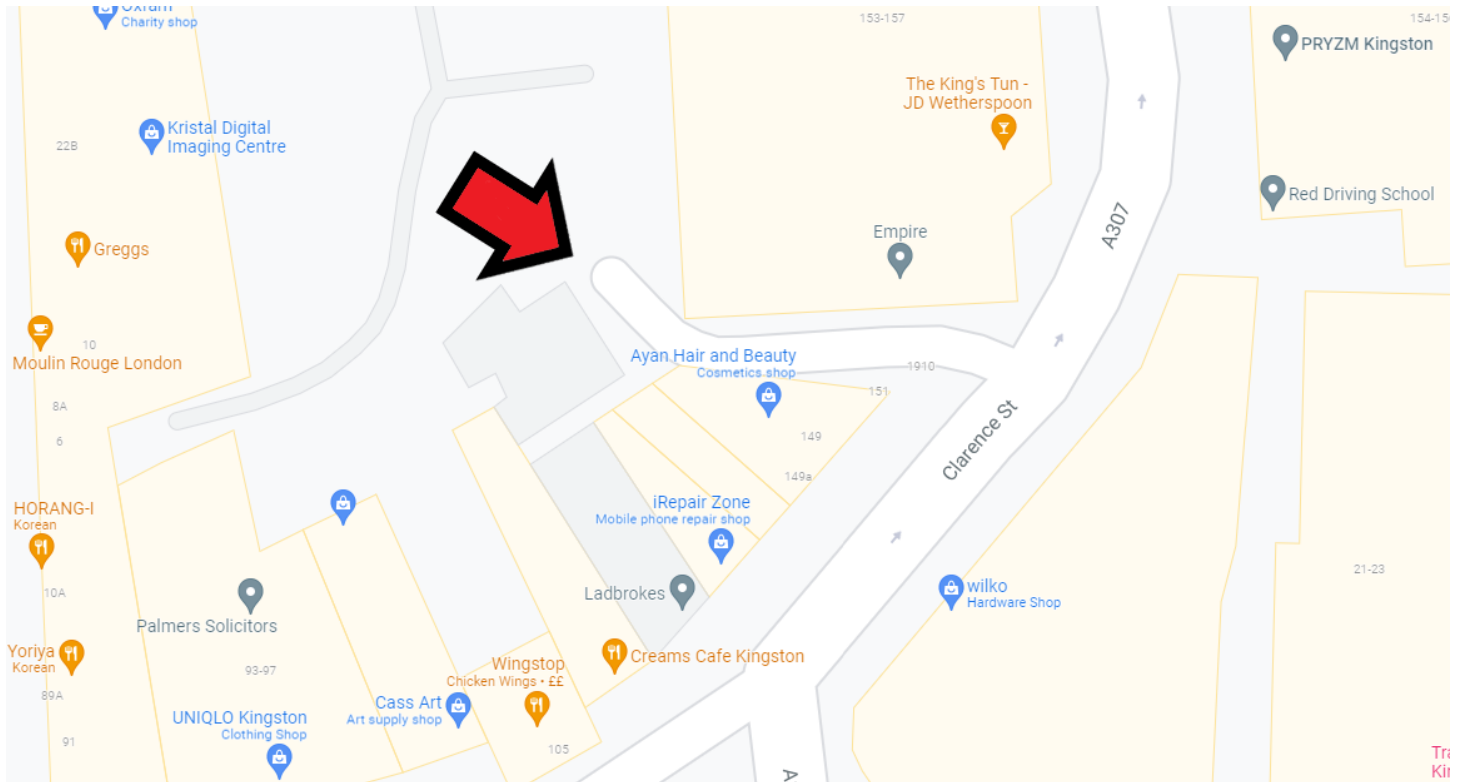 Oxfam
Charity shop
153-157
154-15
PRYZM Kingston
The King's Tun -
JD Wetherspoon
Kristal Digital
Imaging Centre
22B
Red Driving School
A307
Empire
Greggs
10
Moulin Rouge London
Ayan Hair and Beauty
Cosmetics shop
1910
151
8A
6
149
Clarence St
149a
HORANG-I
Korean
iRepair Zone
Mobile phone repair shop
21-23
10A
Ladbrokes
wilko
Hardware Shop
Palmers Solicitors
Yoriya
Korean
93-97
Creams Cafe Kingston
Wingstop
Chicken Wings • ££
89A
Cass Art
Art supply shop
UNIQLO Kingston
Clothing Shop
91
105
A
Tra
Kin